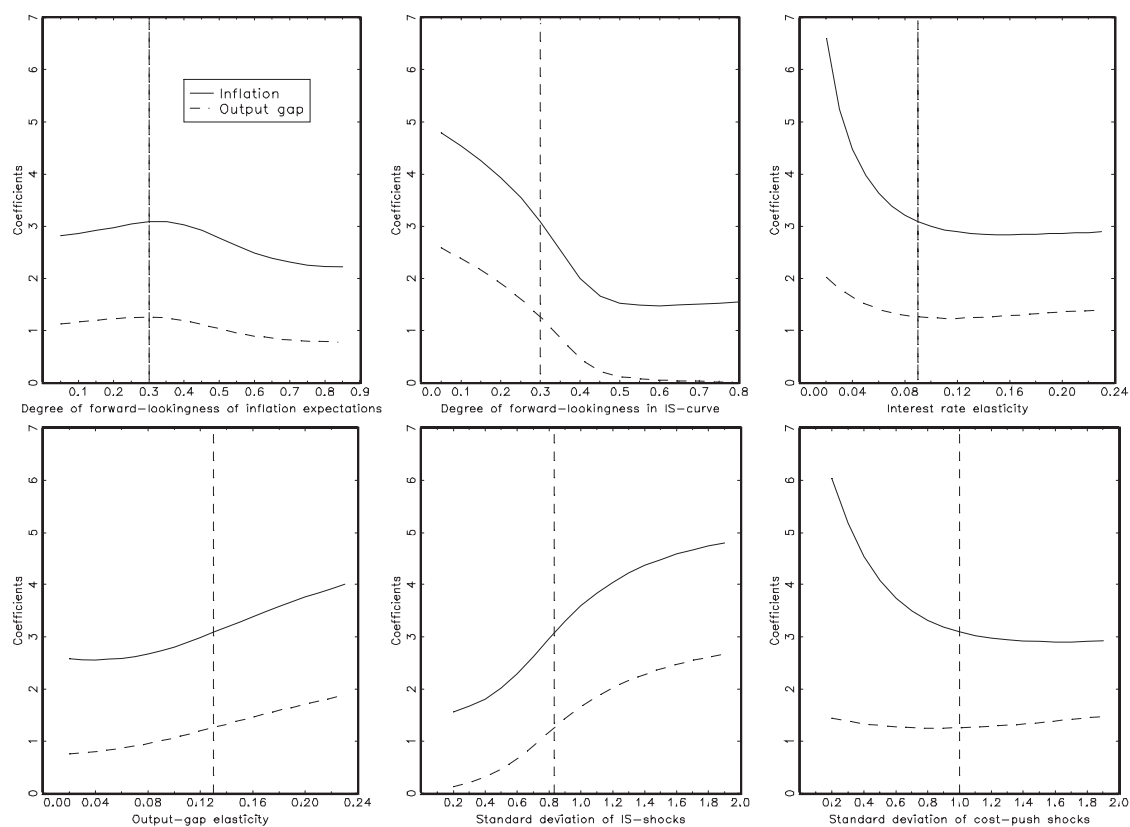 7
6
5
4
3
2
1
0
Coefficients
Inflation
Output gap
0.1 0.2 0.3 0.4 0.5 0.6 0.7 0.8 0.9
Degree of forward-lookingness of inflation expectations
7
6
5
4
3
2
1
0
Coefficients
0.1 0.2 0.3 0.4 0.5 0.6 0.7 0.8
Degree of forward-lookingness in IS-curve
7
6
5
4
3
2
1
0
Coefficients
0.00 0.04 0.08 0.12 0.16 0.20 0.24
Interest rate elasticity
7
6
5
4
3
2
1
0
Coefficients
0.00 0.04 0.08 0.12 0.16 0.20 0.24
Output-gap elasticity
7
6
5
4
3
2
1
0
Coefficients
0.2 0.4 0.6 0.8 1.0 1.2 1.4 1.6 1.8 2.0
Standard deviation of IS-shocks
7
6
5
4
3
2
1
0
Coefficients
0.2 0.4 0.6 0.8 1.0 1.2 1.4 1.6 1.8 2.0
Standard deviation of cost-push shocks